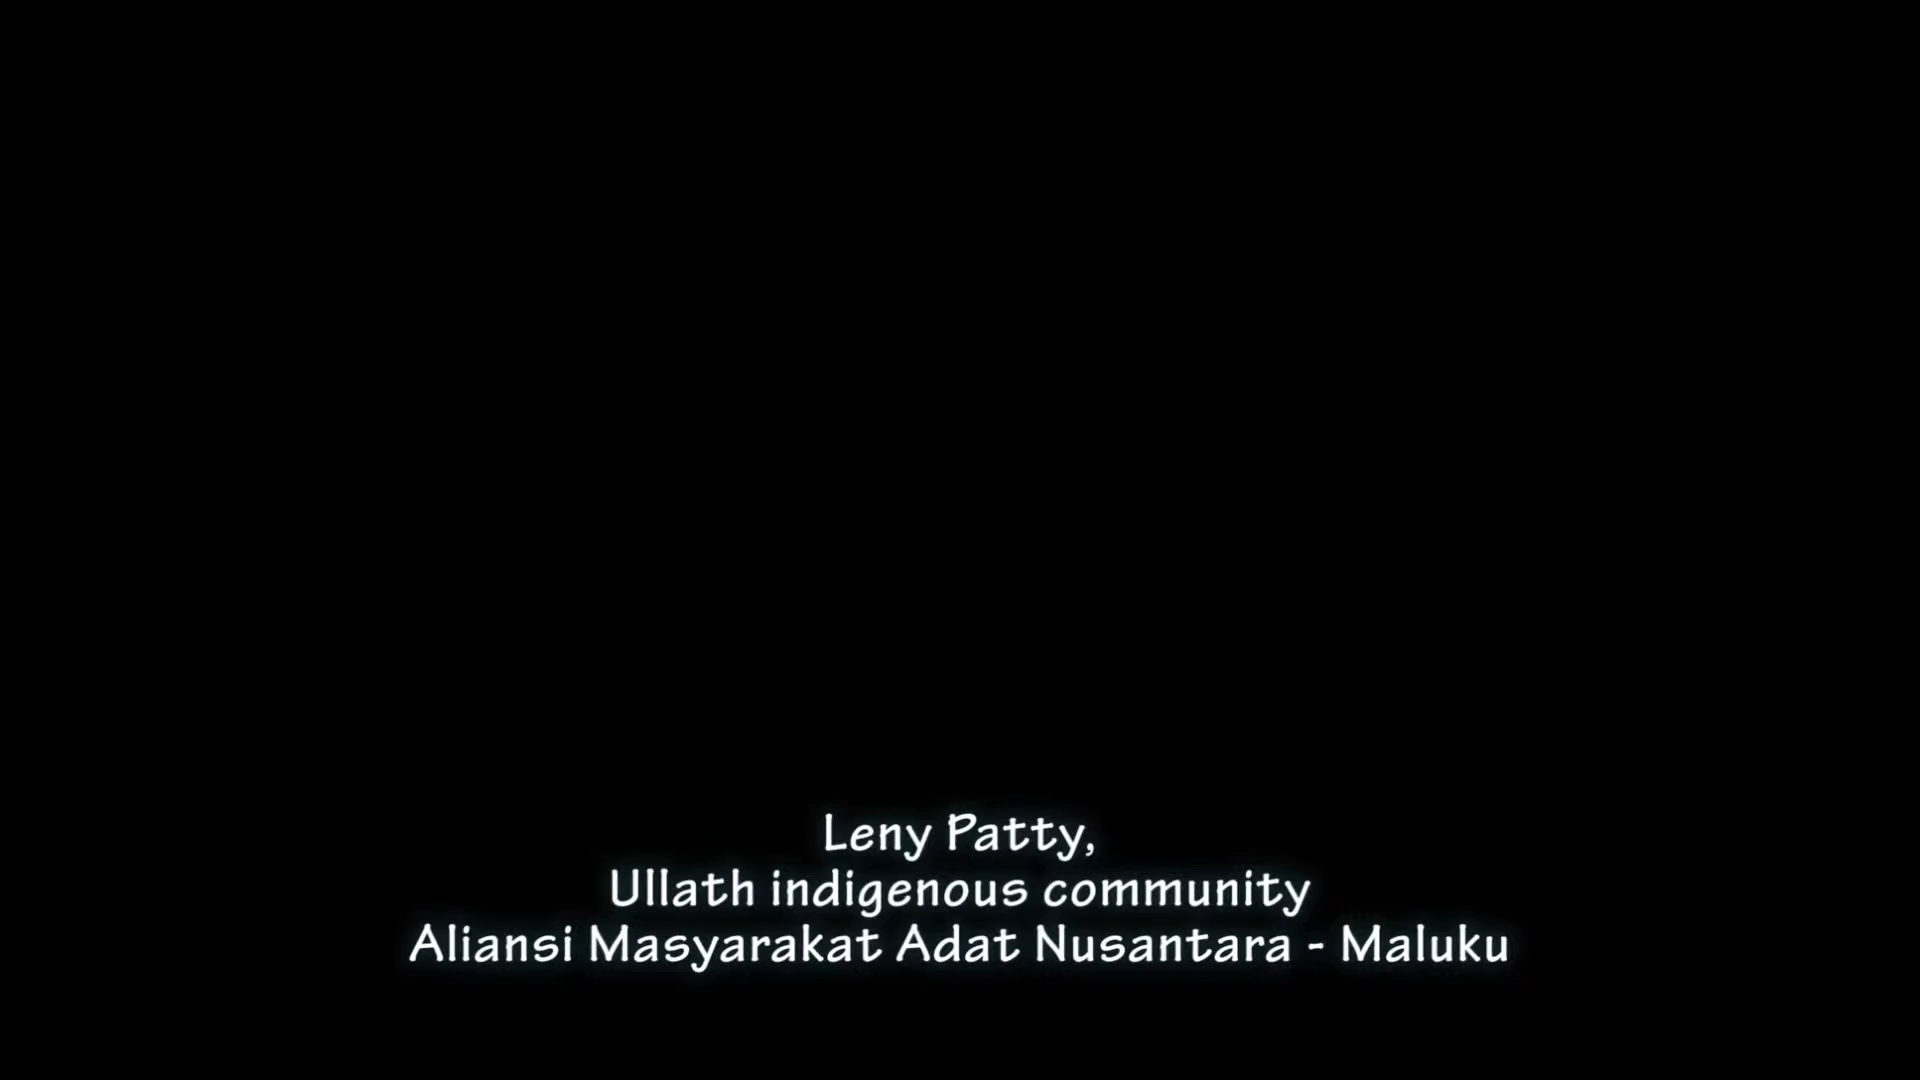 Leny Patty,
Ullath indigenous community
Aliansi Masyarakat Adat Nusantara - Maluku